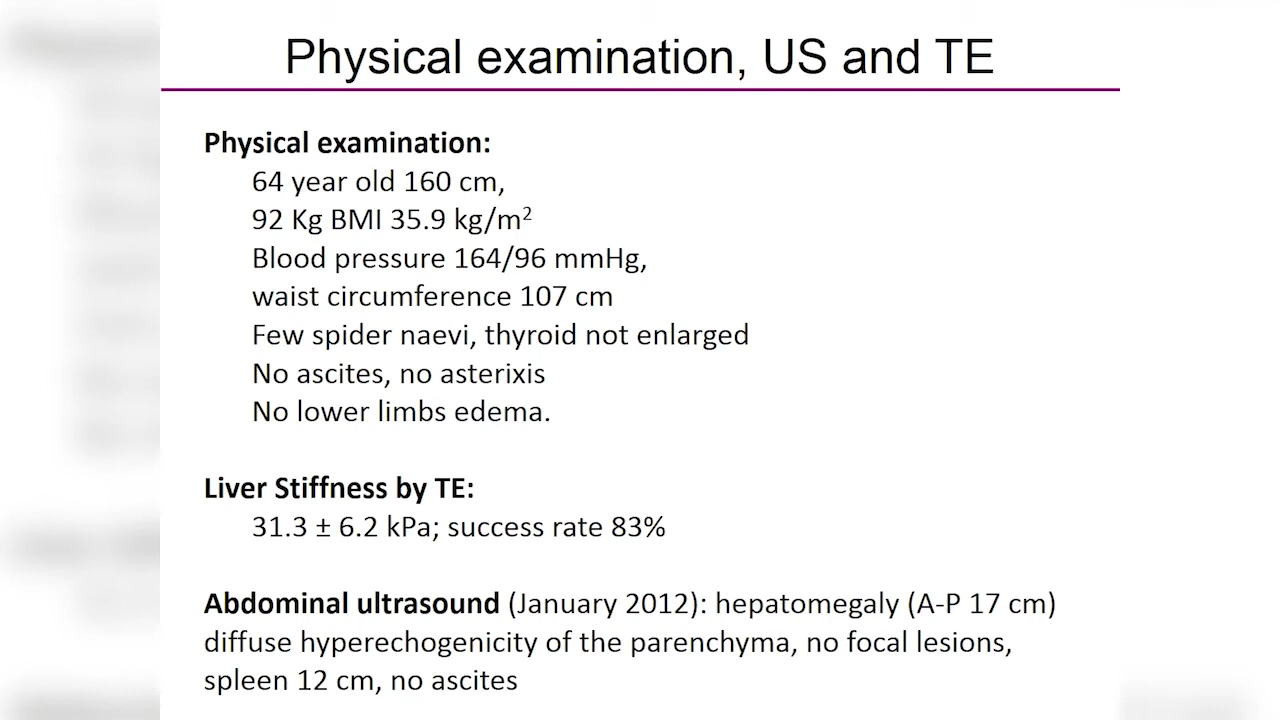 Physical examination, US and TE
Physical examination:
64 year old 160 cm,
92 Kg BMI 35.9 kg/m²
Blood pressure 164/96 mmHg,
waist circumference 107 cm
Few spider naevi, thyroid not enlarged
No ascites, no asterixis
No lower limbs edema.
Liver Stiffness by TE:
31.3 ± 6.2 kPa; success rate 83%
Abdominal ultrasound (January 2012): hepatomegaly (A-P 17 cm)
diffuse hyperechogenicity of the parenchyma, no focal lesions,
spleen 12 cm, no ascites